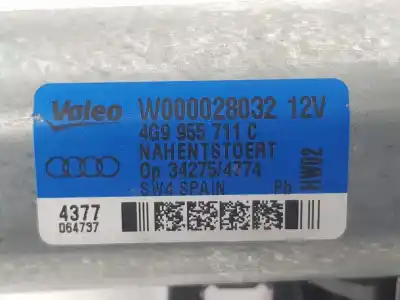 Valeo W000028032 12V
4G9 955 711 C
NAHENTSTOERT
Op 34275/4774
SW4 SPAIN Pb
HW02
4377
064737